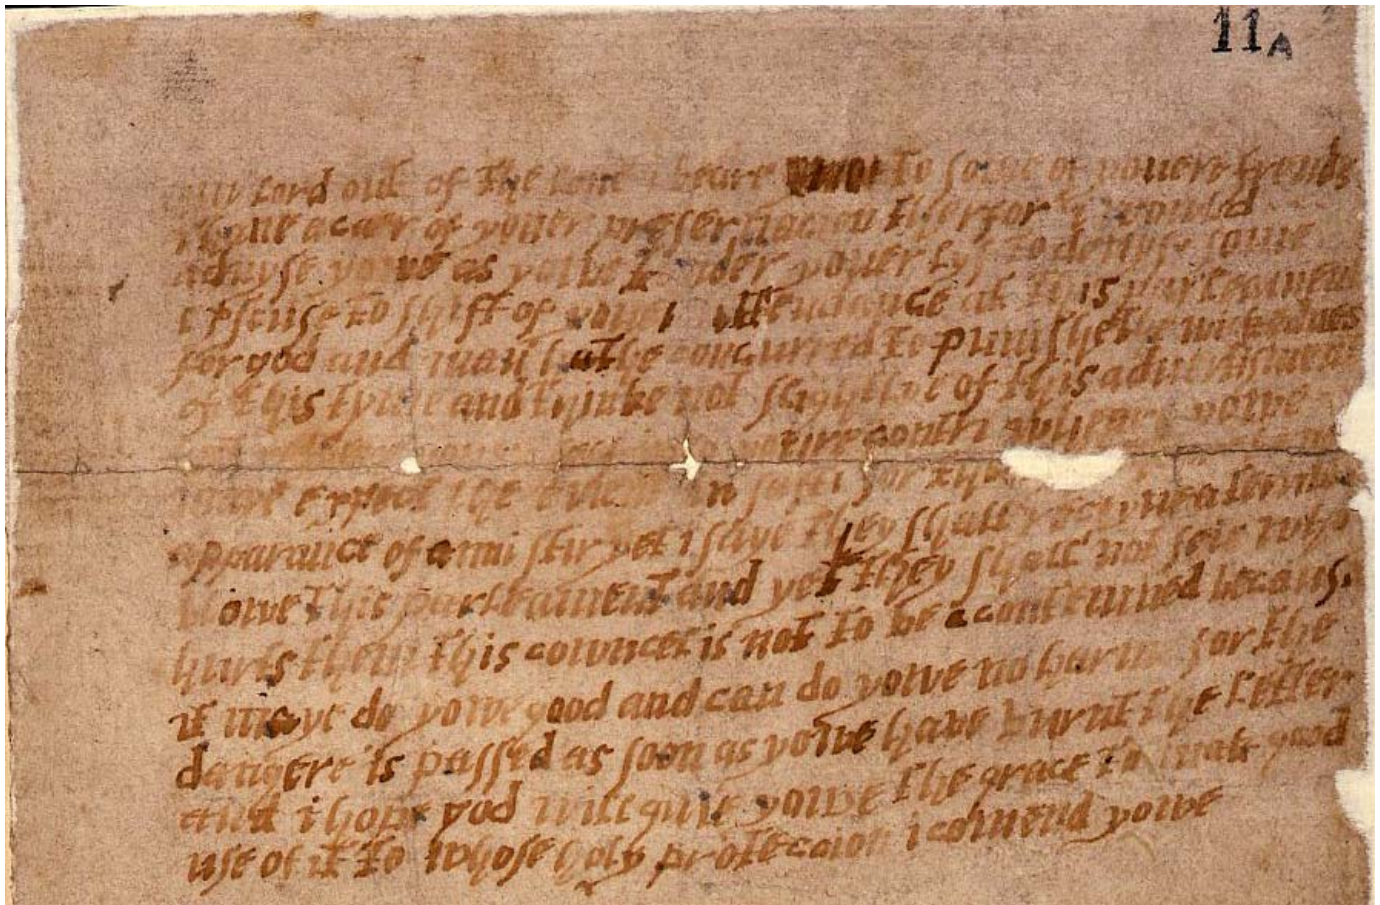 11A
my lord out of the love i beare to some of youere frends
i have a caer of youer preservacion therfor i would
advyse yowe as yowe tender youer lyf to devyse some
exscuse to shift of youer attendance at this parleament
for god and man hathe concurred to punishe the wickednes
of this tyme and thinke not slightlye of this advertisment
youre contri wheare yowe
maye expect the event in safti for
apparance of anni stir yet i saye they shall receyve a terrible
blowe this parleament and yet they shall not seie who
hurts them this cowncel is not to be acontemned because
it maye do yowe good and can do yowe no harme for the
dangere is passed as soon as yowe have burnt the letter
and i hope god will give yowe the grace to mak good
use of it to whose holy proteccion i comend yowe